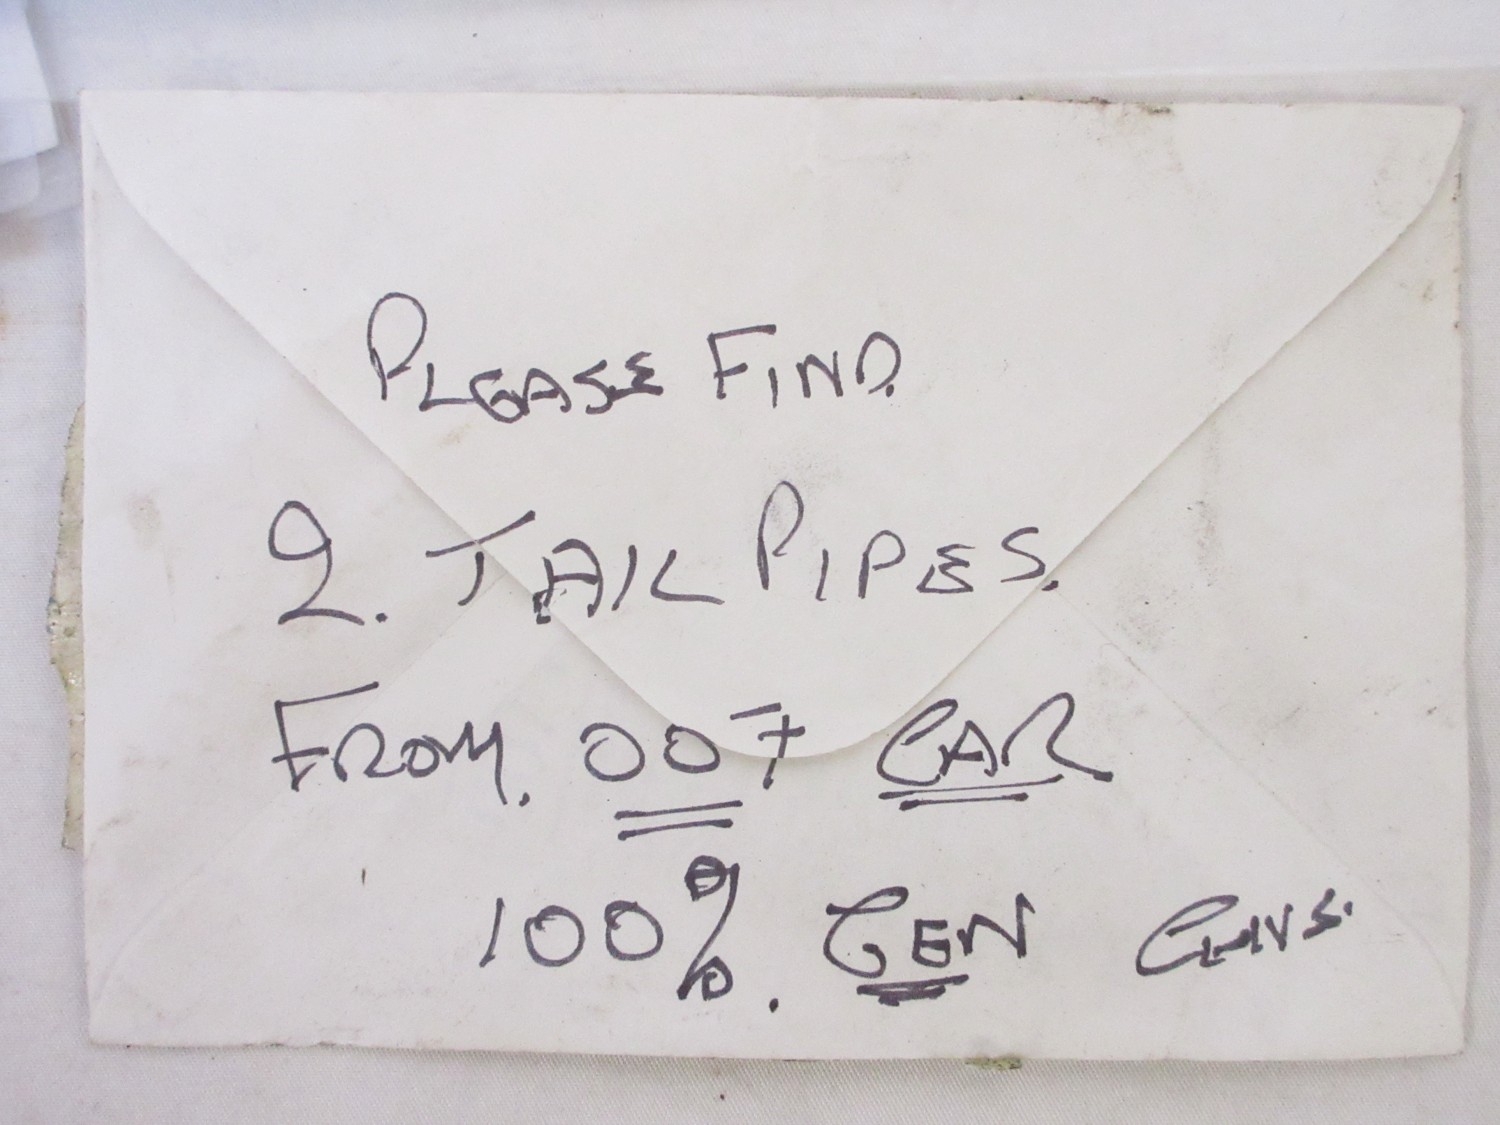 PLEASE FIND.
2. TAIL PIPES.
FROM. 007 CAR
100%. GEN